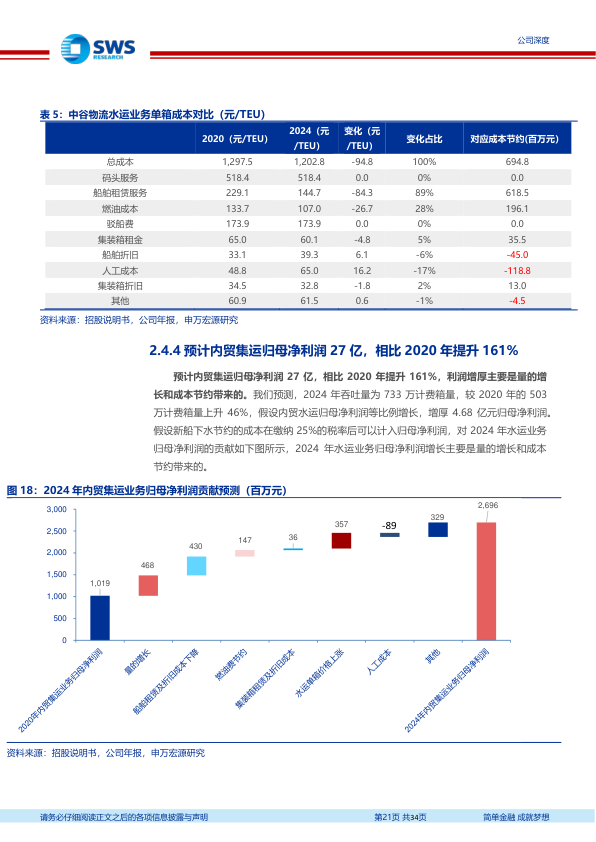 SWS
RESEARCH
公司深度
表 5：中谷物流水运业务单箱成本对比（元/TEU）
2020（元/TEU） 2024（元/TEU） 变化（元/TEU） 变化占比 对应成本节约(百万元)
总成本 1,297.5 1,202.8 -94.8 100% 694.8
码头服务 518.4 518.4 0.0 0% 0.0
船舶租赁服务 229.1 144.7 -84.3 89% 618.5
燃油成本 133.7 107.0 -26.7 28% 196.1
驳船费 173.9 173.9 0.0 0% 0.0
集装箱租金 65.0 60.1 -4.8 5% 35.5
船舶折旧 33.1 39.3 6.1 -6% -45.0
人工成本 48.8 65.0 16.2 -17% -118.8
集装箱折旧 34.5 32.8 -1.8 2% 13.0
其他 60.9 61.5 0.6 -1% -4.5
资料来源：招股说明书，公司年报，申万宏源研究
2.4.4 预计内贸集运归母净利润 27 亿，相比 2020 年提升 161%
预计内贸集运归母净利润 27 亿，相比 2020 年提升 161%，利润增厚主要是量的增
长和成本节约带来的。我们预测，2024 年吞吐量为 733 万计费箱量，较 2020 年的 503
万计费箱量上升 46%，假设内贸水运归母净利润等比例增长，增厚 4.68 亿元归母净利润。
假设新船下水节约的成本在缴纳 25%的税率后可以计入归母净利润，对 2024 年水运业务
归母净利润的贡献如下图所示，2024 年水运业务归母净利润增长主要是量的增长和成本
节约带来的。
图 18：2024 年内贸集运业务归母净利润贡献预测（百万元）
3,000
2,500
2,000
1,500
1,000
500
0
1,019
468
430
147
36
357
-89
329
2,696
2020年内贸集运业务归母净利润
量的增长
船舶租赁及折旧成本下降
燃油费节约
集装箱租赁及折旧成本
水运单箱价格上涨
人工成本
其他
2024年内贸集运业务归母净利润
资料来源：招股说明书，公司年报，申万宏源研究
请务必仔细阅读正文之后的各项信息披露与声明 第21页 共34页 简单金融 成就梦想